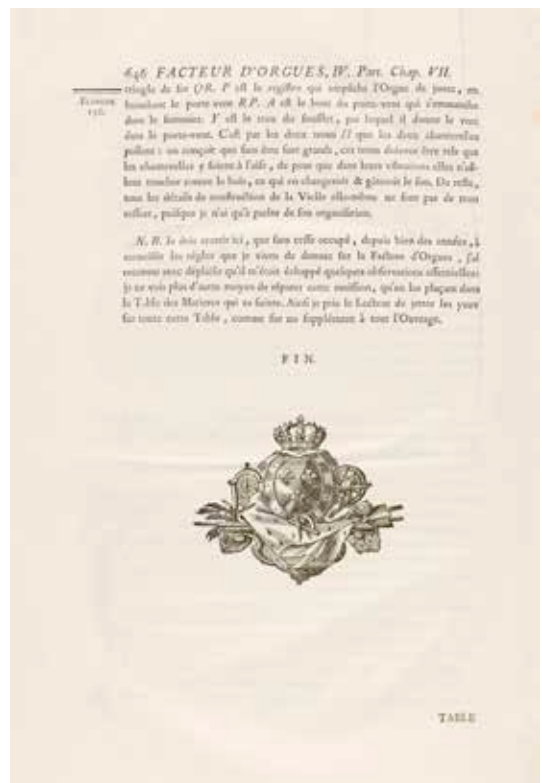 646 FACTEUR D'ORGUES, IV. Part. Chap. VII.
tringle de fer QR. P est le registre qui empêche l'Orgue de jouer, en
bouchant le porte-vent R P. A est le bout du porte-vent qui s'emmanche
dans le sommier. Y est le trou du soufflet, par lequel il donne le vent
dans le porte-vent. C'est par les deux trous II que les deux chanterelles
passent : on conçoit que sans être fort grands, ces trous doivent être tels que
les chanterelles y soient à l'aise, de peur que dans leurs vibrations elles n'ail-
lent toucher contre le bois, ce qui en changeroit & gâteroit le son. Du reste,
tous les détails de construction de la Vielle elle-même ne sont pas de mon
ressort, puisque je n'ai qu'à parler de son organisation.
PLANCHE
N. B. Je dois avertir ici, que sans cesse occupé, depuis bien des années, à
recueillir les règles que je viens de donner sur la Facture d'Orgues, j'ai
reconnu avec déplaisir qu'il m'étoit échappé quelques observations essentielles:
je ne vois plus d'autre moyen de réparer cette omission, qu'en les plaçant dans
la Table des Matieres qui va suivre. Ainsi je prie le Lecteur de jetter les yeux
sur toute cette Table, comme sur un supplément à tout l'Ouvrage.
FIN.
TABLE